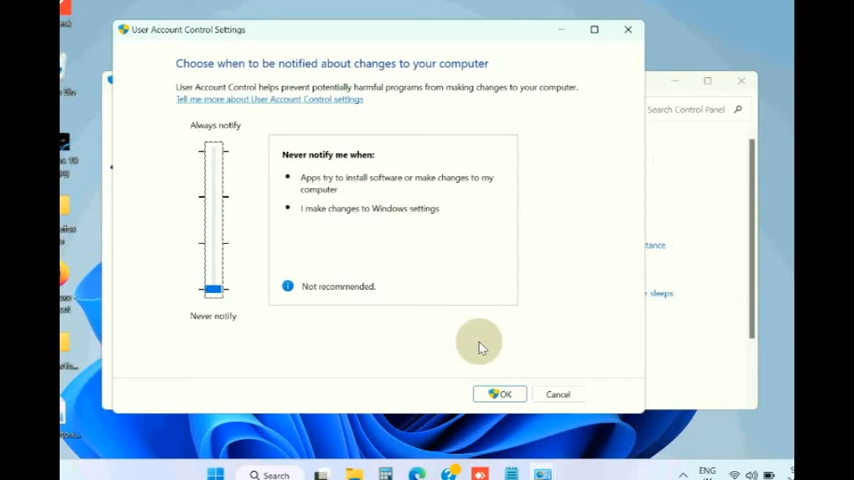 User Account Control Settings
Choose when to be notified about changes to your computer
User Account Control helps prevent potentially harmful programs from making changes to your computer.
Tell me more about User Account Control settings
Always notify
Never notify me when:
Apps try to install software or make changes to my
computer
I make changes to Windows settings
Not recommended.
Never notify
OK
Cancel
Search Control Panel
Search
ENG